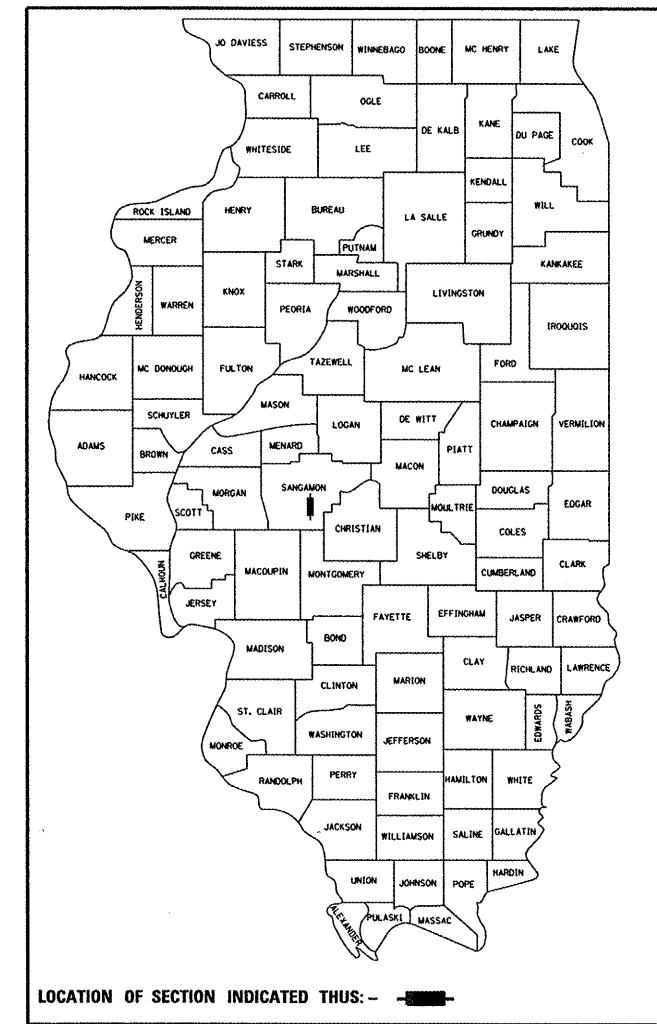 JO DAVIESS STEPHENSON WINNEBAGO BOONE MC HENRY LAKE
CARROLL OGLE DE KALB KANE DU PAGE COOK
WHITESIDE LEE KENDALL WILL
ROCK ISLAND HENRY BUREAU LA SALLE GRUNDY
MERCER PUTNAM KANKAKEE
HENDERSON WARREN KNOX STARK MARSHALL LIVINGSTON
PEORIA WOODFORD IROQUOIS
HANCOCK MC DONOUGH FULTON TAZEWELL MC LEAN FORD
SCHUYLER MASON LOGAN DE WITT CHAMPAIGN VERMILION
ADAMS BROWN CASS MENARD MACON PIATT
PIKE SCOTT MORGAN SANGAMON CHRISTIAN MOULTRIE DOUGLAS EDGAR
COLES
CALHOUN GREENE MACOUPIN MONTGOMERY SHELBY CUMBERLAND CLARK
JERSEY FAYETTE EFFINGHAM JASPER CRAWFORD
MADISON BOND CLAY RICHLAND LAWRENCE
CLINTON MARION
ST. CLAIR WASHINGTON JEFFERSON WAYNE EDWARDS WABASH
MONROE
RANDOLPH PERRY FRANKLIN HAMILTON WHITE
JACKSON WILLIAMSON SALINE GALLATIN
UNION JOHNSON POPE HARDIN
ALEXANDER PULASKI MASSAC
LOCATION OF SECTION INDICATED THUS:-